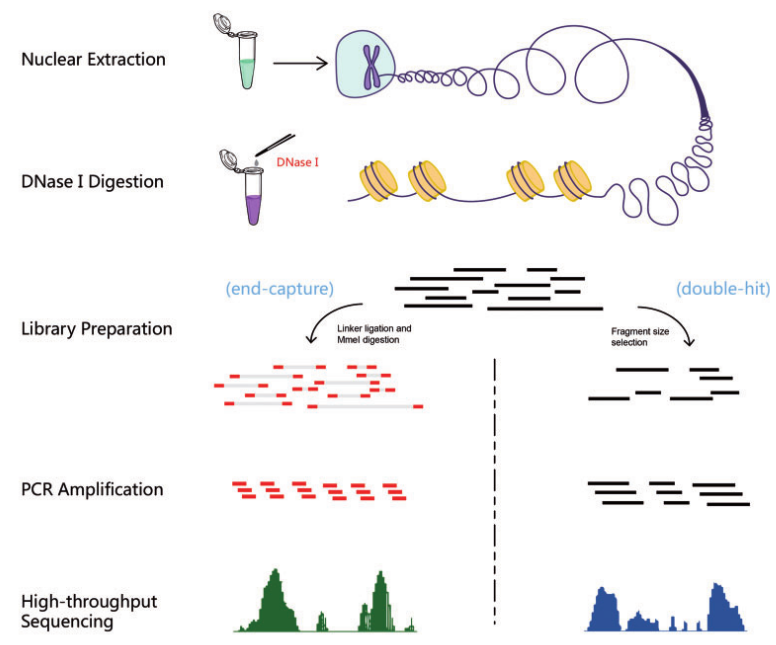 Nuclear Extraction
DNase I
DNase I Digestion
(end-capture)
(double-hit)
Library Preparation
Linker ligation and
MmeI digestion
Fragment size
selection
PCR Amplification
High-throughput
Sequencing